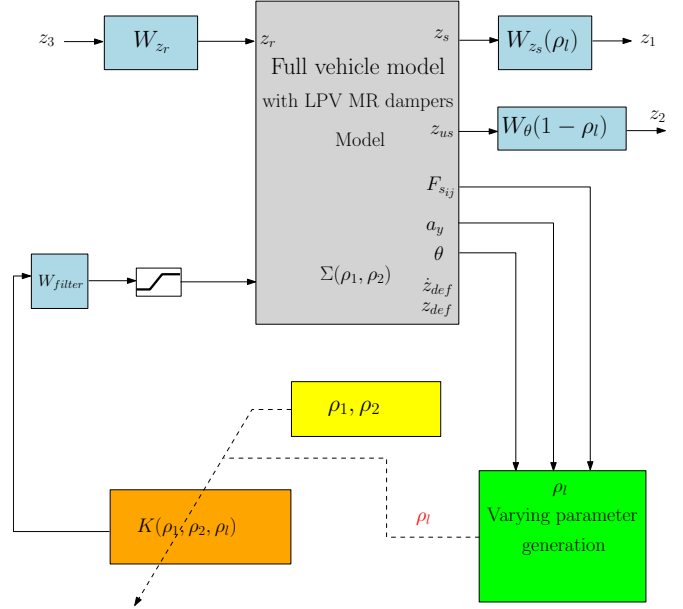 z_3
W_{z_r}
z_r
Full vehicle model
with LPV MR dampers
Model
Σ(ρ_1, ρ_2)
z_s
W_{z_s}(ρ_l)
z_1
z_{us}
W_θ(1 − ρ_l)
z_2
F_{s_{ij}}
a_y
θ
ż_{def}
z_{def}
W_{filter}
ρ_1, ρ_2
K(ρ_1, ρ_2, ρ_l)
ρ_l
ρ_l
Varying parameter
generation